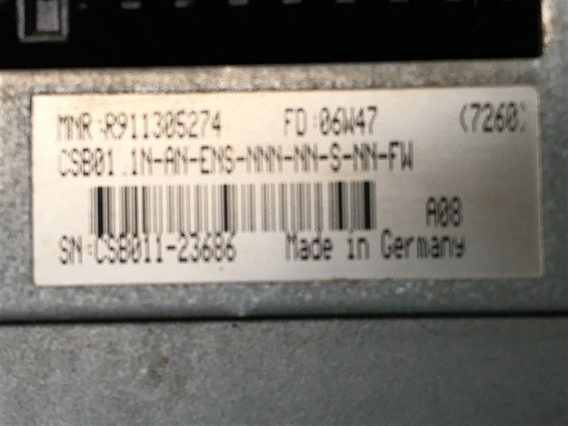 MNR:R911305274 FD:06W47 (7260)
CSB01.1N-AN-ENS-NNN-NN-S-NN-FW
A08
SN:CSB011-23686 Made in Germany